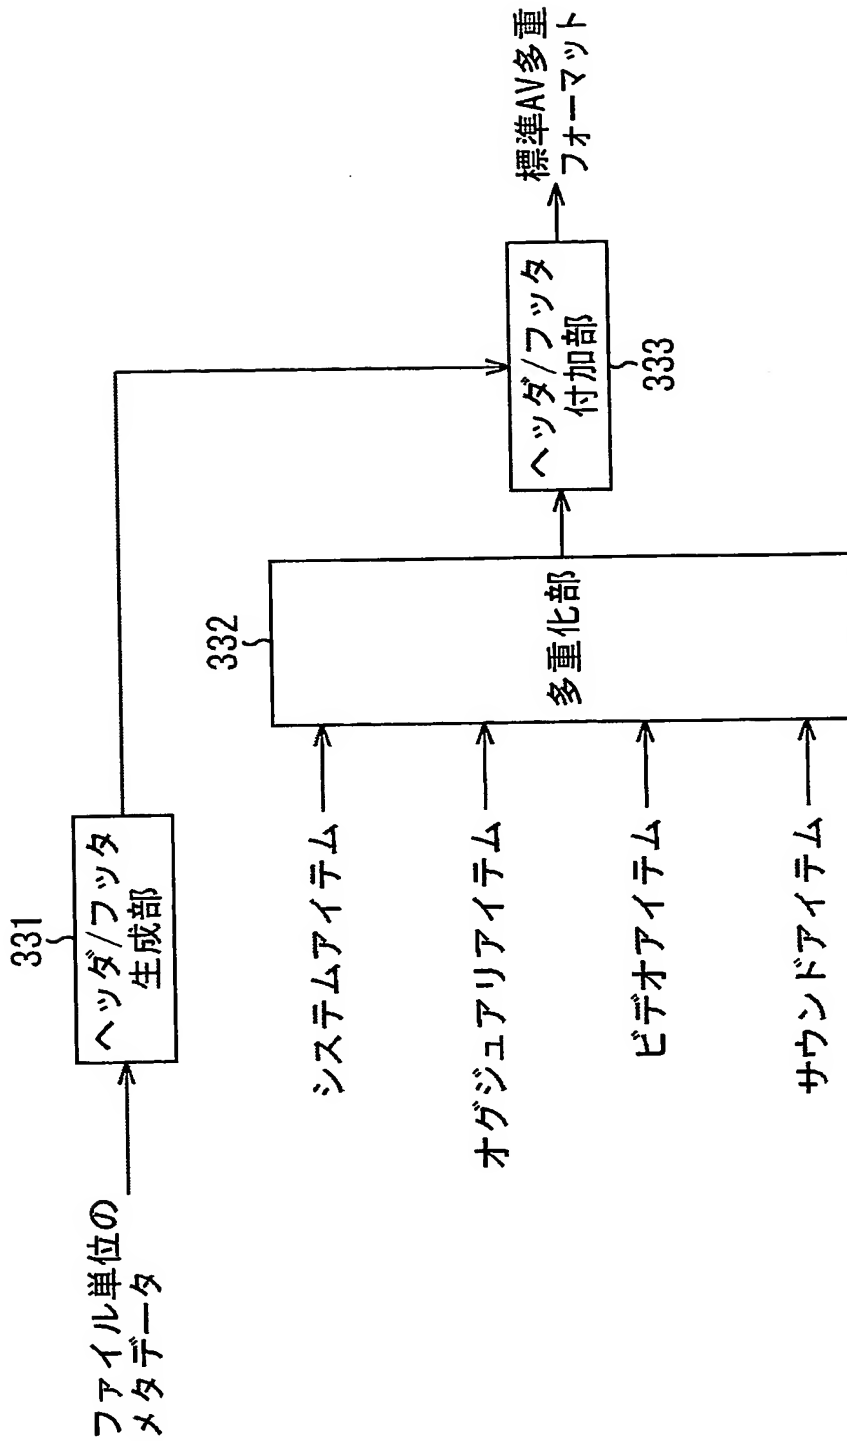 ファイル単位の
メタデータ
331
ヘッダ/フッタ
生成部
システムアイテム
オグジュアリアイテム
ビデオアイテム
サウンドアイテム
332
多重化部
ヘッダ/フッタ
付加部
333
標準AV多重
フォーマット